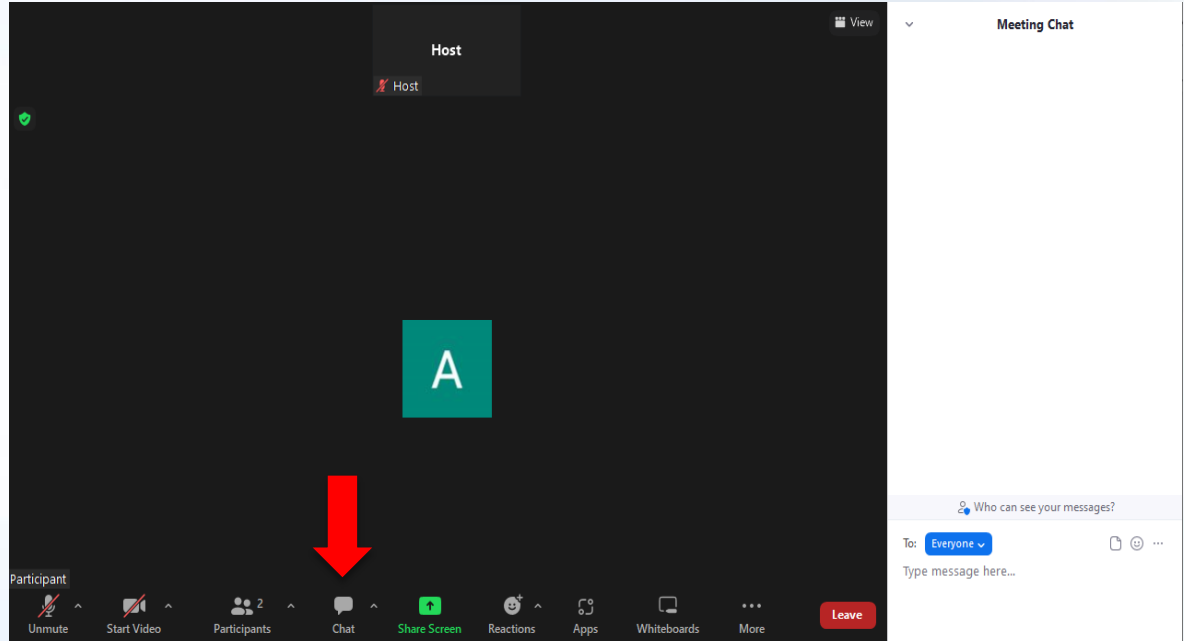 Host
Host
View
A
Participant
2
Unmute
Start Video
Participants
Chat
Share Screen
Reactions
Apps
Whiteboards
More
Leave
Meeting Chat
Who can see your messages?
To: Everyone
Type message here...